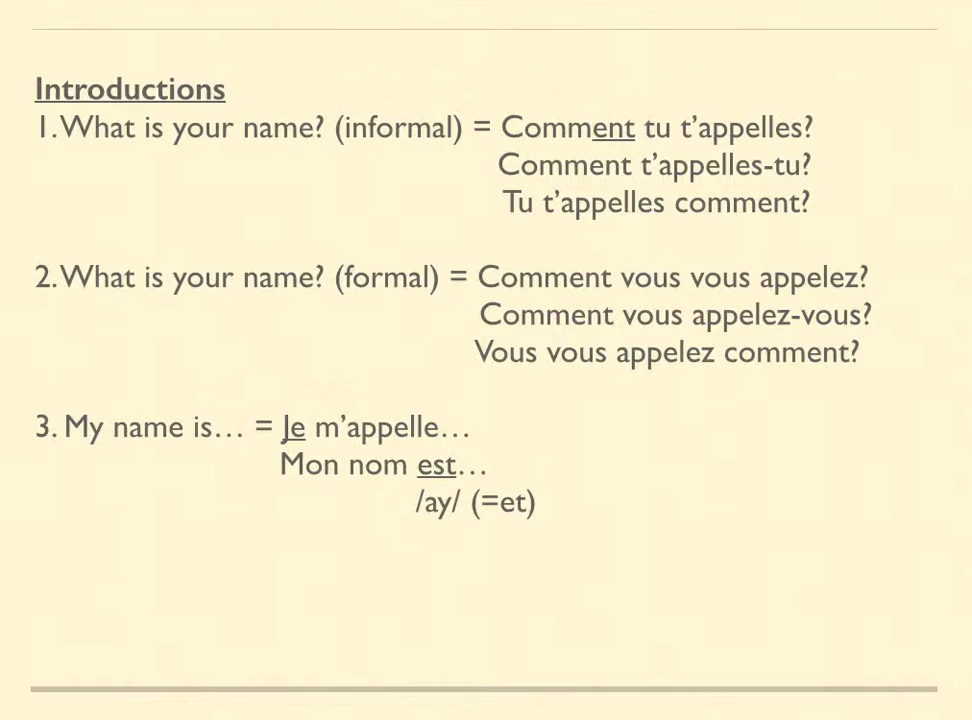 Introductions
1. What is your name? (informal) = Comment tu t’appelles?
Comment t’appelles-tu?
Tu t’appelles comment?
2. What is your name? (formal) = Comment vous vous appelez?
Comment vous appelez-vous?
Vous vous appelez comment?
3. My name is… = Je m’appelle…
Mon nom est…
/ay/ (=et)